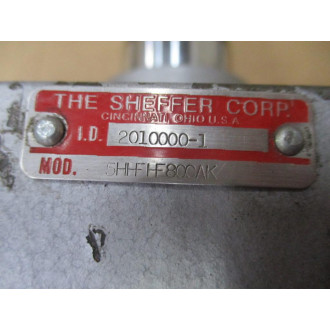 THE SHEFFER CORP.
CINCINNATI, OHIO U.S.A
I.D. 2010000-1
MOD.